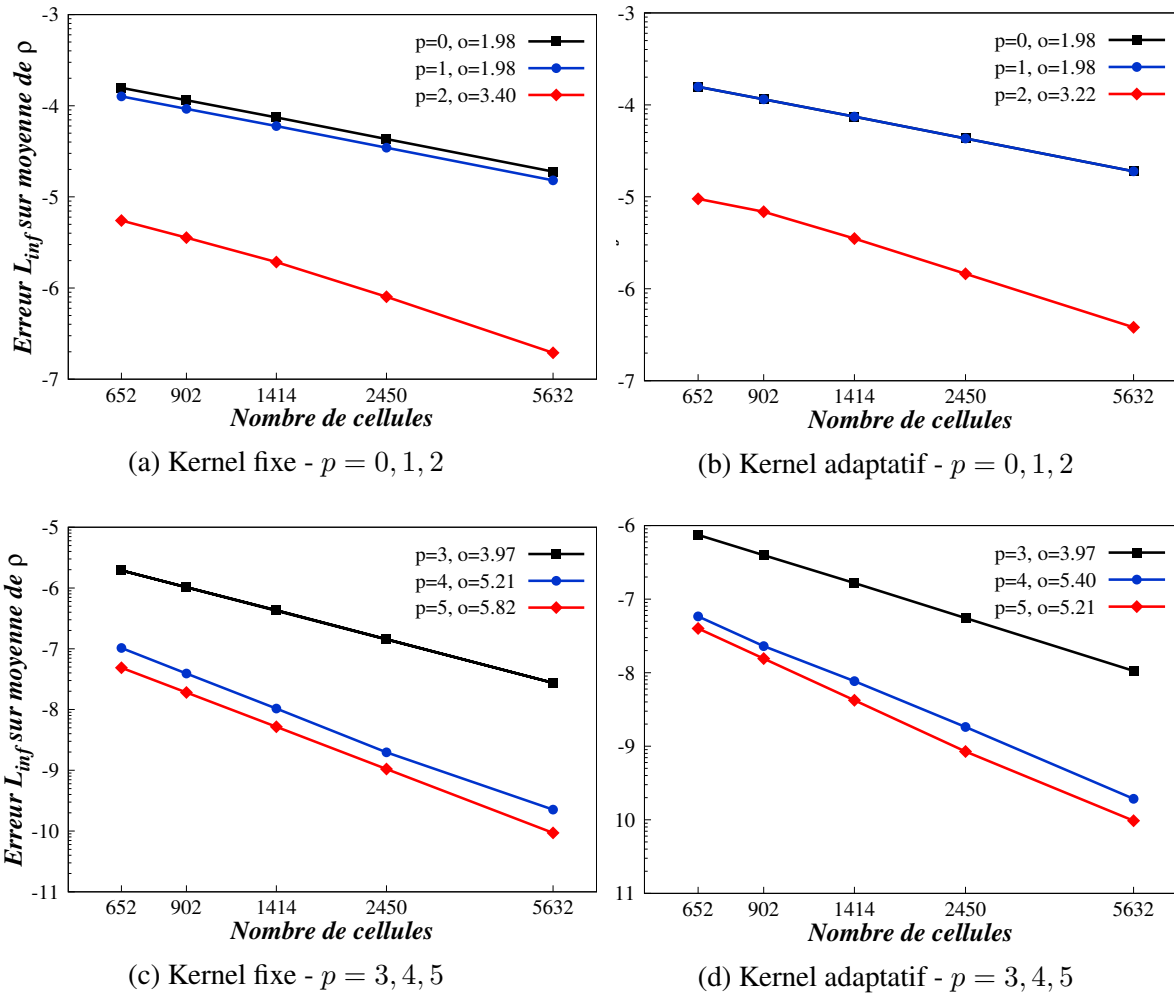 -3
-4
-5
-6
-7
Erreur L_inf sur moyenne de ρ
p=0, o=1.98
p=1, o=1.98
p=2, o=3.40
652 902 1414 2450 5632
Nombre de cellules
(a) Kernel fixe - p = 0, 1, 2
-3
-4
-5
-6
-7
p=0, o=1.98
p=1, o=1.98
p=2, o=3.22
652 902 1414 2450 5632
Nombre de cellules
(b) Kernel adaptatif - p = 0, 1, 2
-5
-6
-7
-8
-9
-10
-11
Erreur L_inf sur moyenne de ρ
p=3, o=3.97
p=4, o=5.21
p=5, o=5.82
652 902 1414 2450 5632
Nombre de cellules
(c) Kernel fixe - p = 3, 4, 5
-6
-7
-8
-9
10
11
p=3, o=3.97
p=4, o=5.40
p=5, o=5.21
652 902 1414 2450 5632
Nombre de cellules
(d) Kernel adaptatif - p = 3, 4, 5